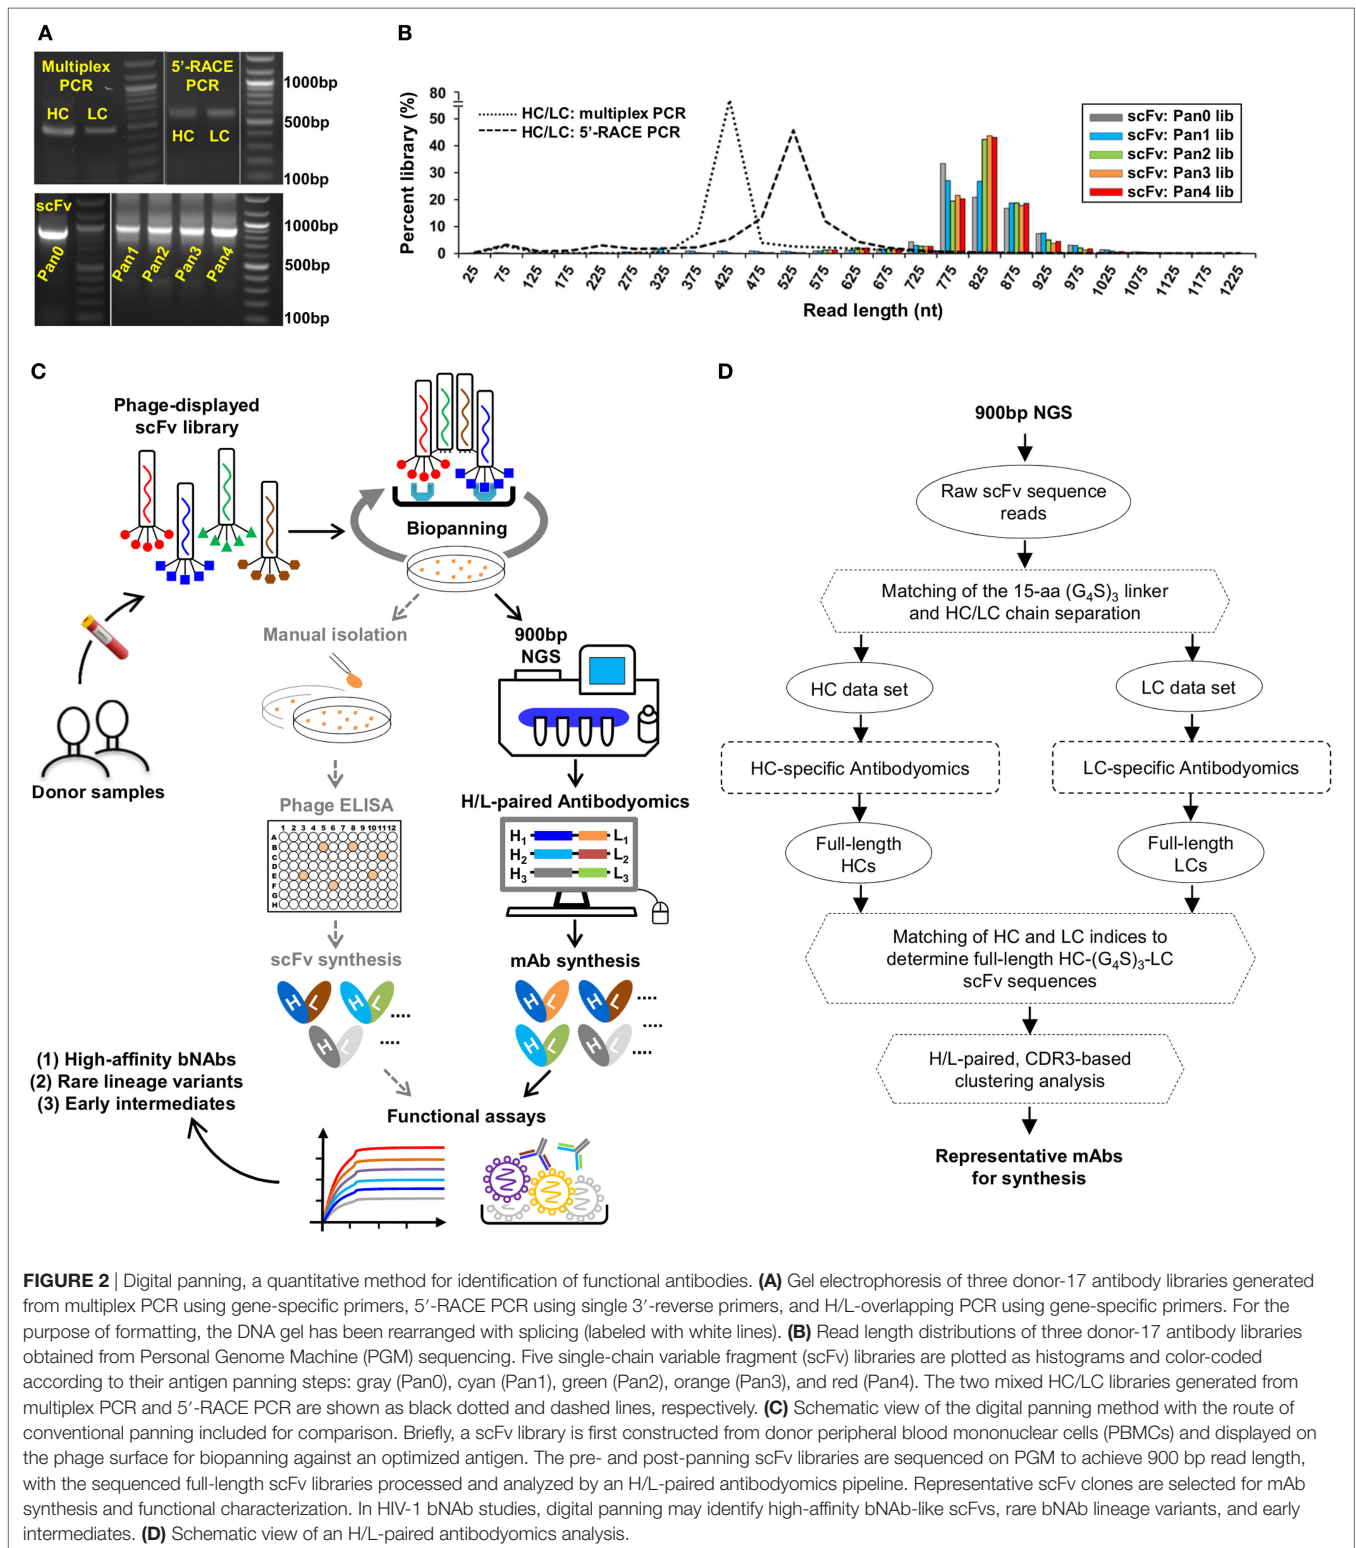 A
Multiplex
PCR
HC LC
5′-RACE
PCR
HC LC
1000bp
500bp
100bp
scFv
Pan0
Pan1
Pan2
Pan3
Pan4
1000bp
500bp
100bp
B
Percent library (%)
80
50
40
30
20
10
0
HC/LC: multiplex PCR
HC/LC: 5’-RACE PCR
scFv: Pan0 lib
scFv: Pan1 lib
scFv: Pan2 lib
scFv: Pan3 lib
scFv: Pan4 lib
25 75 125 175 225 275 325 375 425 475 525 575 625 675 725 775 825 875 925 975 1025 1075 1125 1175 1225
Read length (nt)
C
Phage-displayed
scFv library
Biopanning
Donor samples
Manual isolation
900bp
NGS
Phage ELISA
1 2 3 4 5 6 7 8 9 10 11 12
A
B
C
D
E
F
G
H
H/L-paired Antibodyomics
H1 L1
H2 L2
H3 L3
scFv synthesis
H L H L ....
H L ....
mAb synthesis
H L H L ....
....
H L H L ....
(1) High-affinity bNAbs
(2) Rare lineage variants
(3) Early intermediates
Functional assays
D
900bp NGS
Raw scFv sequence
reads
Matching of the 15-aa (G4S)3 linker
and HC/LC chain separation
HC data set
LC data set
HC-specific Antibodyomics
LC-specific Antibodyomics
Full-length
HCs
Full-length
LCs
Matching of HC and LC indices to
determine full-length HC-(G4S)3-LC
scFv sequences
H/L-paired, CDR3-based
clustering analysis
Representative mAbs
for synthesis
FIGURE 2 | Digital panning, a quantitative method for identification of functional antibodies. (A) Gel electrophoresis of three donor-17 antibody libraries generated
from multiplex PCR using gene-specific primers, 5′-RACE PCR using single 3′-reverse primers, and H/L-overlapping PCR using gene-specific primers. For the
purpose of formatting, the DNA gel has been rearranged with splicing (labeled with white lines). (B) Read length distributions of three donor-17 antibody libraries
obtained from Personal Genome Machine (PGM) sequencing. Five single-chain variable fragment (scFv) libraries are plotted as histograms and color-coded
according to their antigen panning steps: gray (Pan0), cyan (Pan1), green (Pan2), orange (Pan3), and red (Pan4). The two mixed HC/LC libraries generated from
multiplex PCR and 5′-RACE PCR are shown as black dotted and dashed lines, respectively. (C) Schematic view of the digital panning method with the route of
conventional panning included for comparison. Briefly, a scFv library is first constructed from donor peripheral blood mononuclear cells (PBMCs) and displayed on
the phage surface for biopanning against an optimized antigen. The pre- and post-panning scFv libraries are sequenced on PGM to achieve 900 bp read length,
with the sequenced full-length scFv libraries processed and analyzed by an H/L-paired antibodyomics pipeline. Representative scFv clones are selected for mAb
synthesis and functional characterization. In HIV-1 bNAb studies, digital panning may identify high-affinity bNAb-like scFvs, rare bNAb lineage variants, and early
intermediates. (D) Schematic view of an H/L-paired antibodyomics analysis.